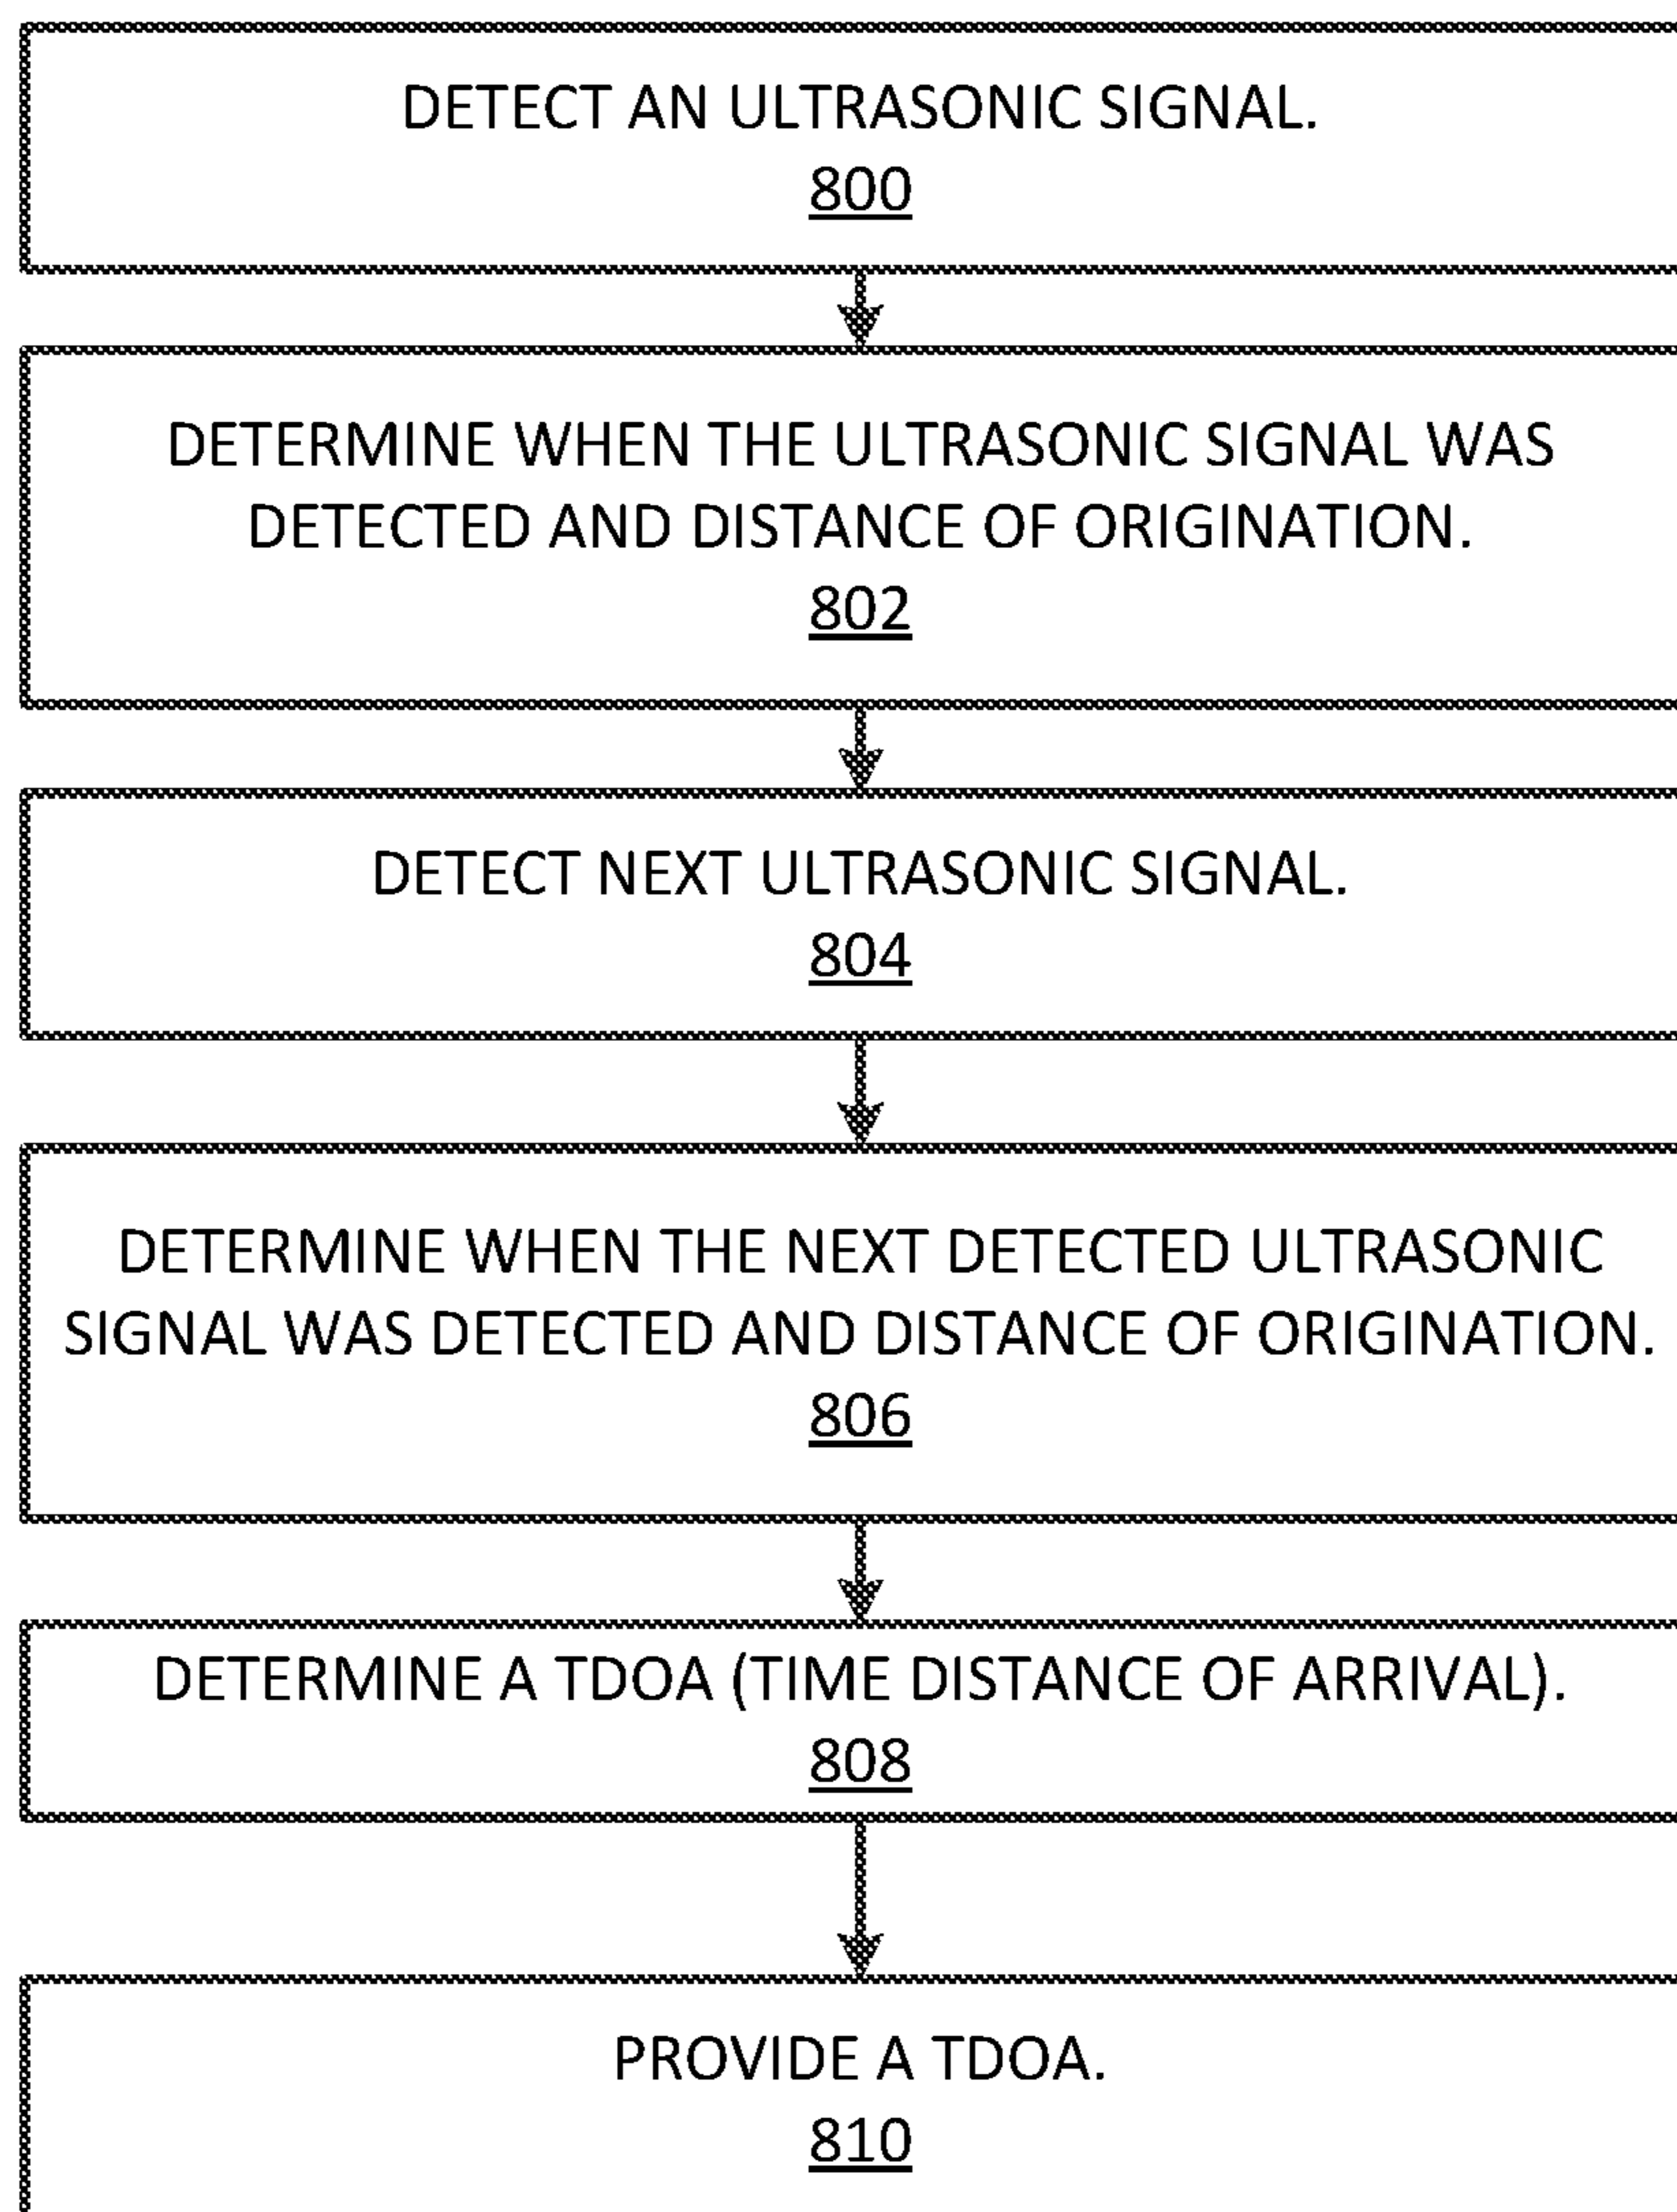 DETECT AN ULTRASONIC SIGNAL.
800
DETERMINE WHEN THE ULTRASONIC SIGNAL WAS
DETECTED AND DISTANCE OF ORIGINATION.
802
DETECT NEXT ULTRASONIC SIGNAL.
804
DETERMINE WHEN THE NEXT DETECTED ULTRASONIC
SIGNAL WAS DETECTED AND DISTANCE OF ORIGINATION.
806
DETERMINE A TDOA (TIME DISTANCE OF ARRIVAL).
808
PROVIDE A TDOA.
810